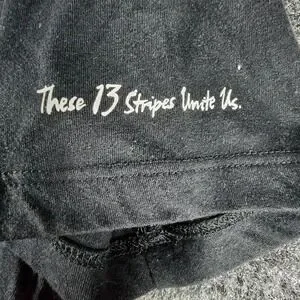 These 13 Stripes Unite Us.